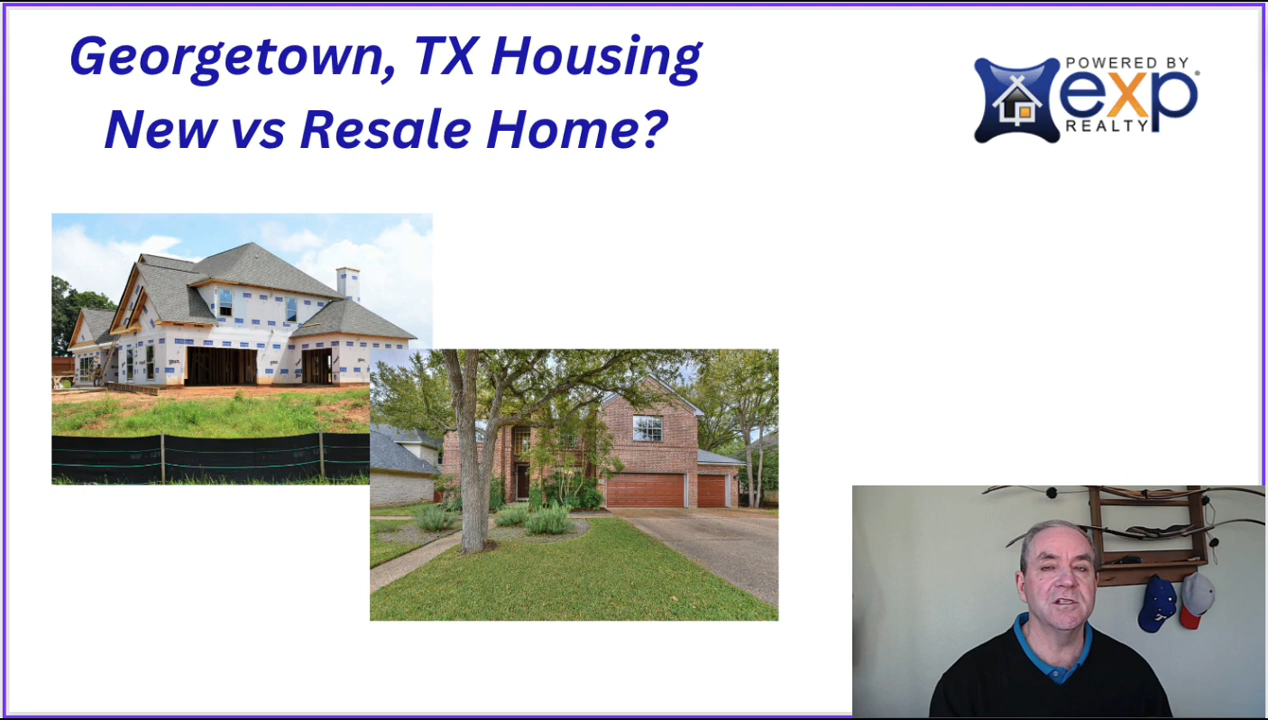 Georgetown, TX Housing
New vs Resale Home?
POWERED BY
exp®
REALTY